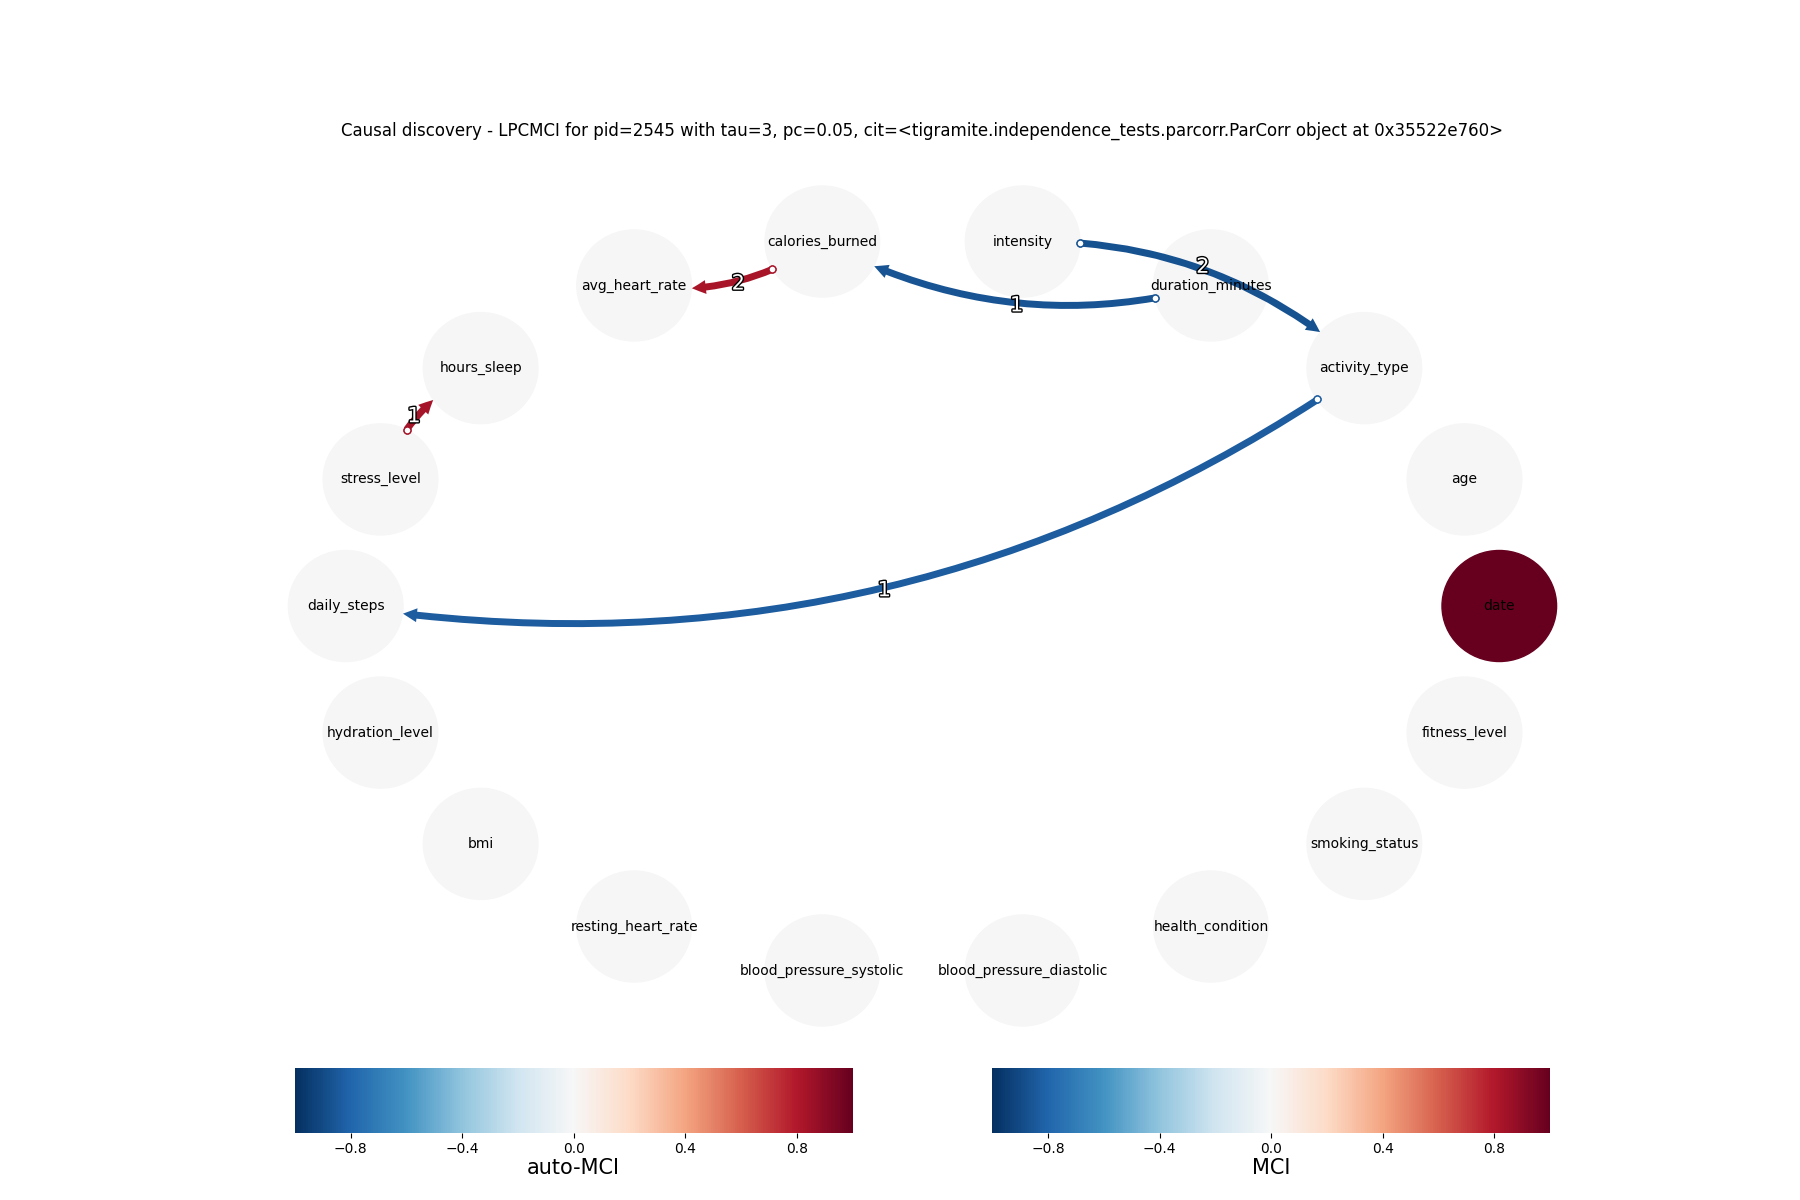 Causal discovery - LPCMCI for pid=2545 with tau=3, pc=0.05, cit=<tigramite.independence_tests.parcorr.ParCorr object at 0x35522e760>
calories_burned
intensity
2
avg_heart_rate
2
duration_minutes
1
hours_sleep
activity_type
1
stress_level
age
daily_steps
1
date
hydration_level
fitness_level
bmi
smoking_status
resting_heart_rate
health_condition
blood_pressure_systolic
blood_pressure_diastolic
−0.8 −0.4 0.0 0.4 0.8
auto-MCI
−0.8 −0.4 0.0 0.4 0.8
MCI